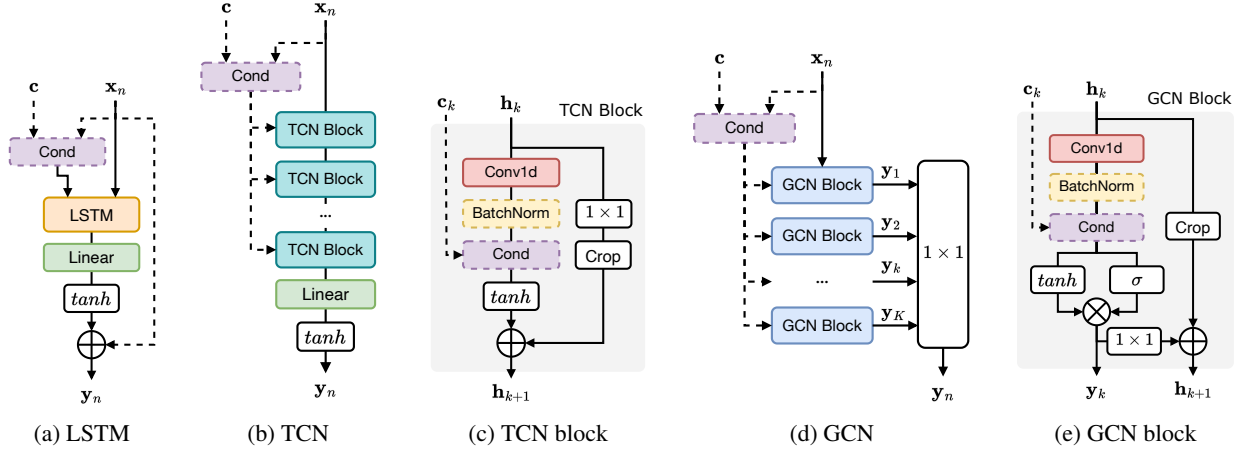 c
x_n
Cond
LSTM
Linear
tanh
y_n
(a) LSTM
c
x_n
Cond
TCN Block
TCN Block
...
TCN Block
Linear
tanh
y_n
(b) TCN
TCN Block
c_k
h_k
Conv1d
BatchNorm
1 × 1
Cond
Crop
tanh
h_{k+1}
(c) TCN block
c
x_n
Cond
GCN Block
y_1
GCN Block
y_2
1 × 1
...
y_k
GCN Block
y_K
y_n
(d) GCN
GCN Block
c_k
h_k
Conv1d
BatchNorm
Cond
Crop
tanh
σ
1 × 1
y_k
h_{k+1}
(e) GCN block